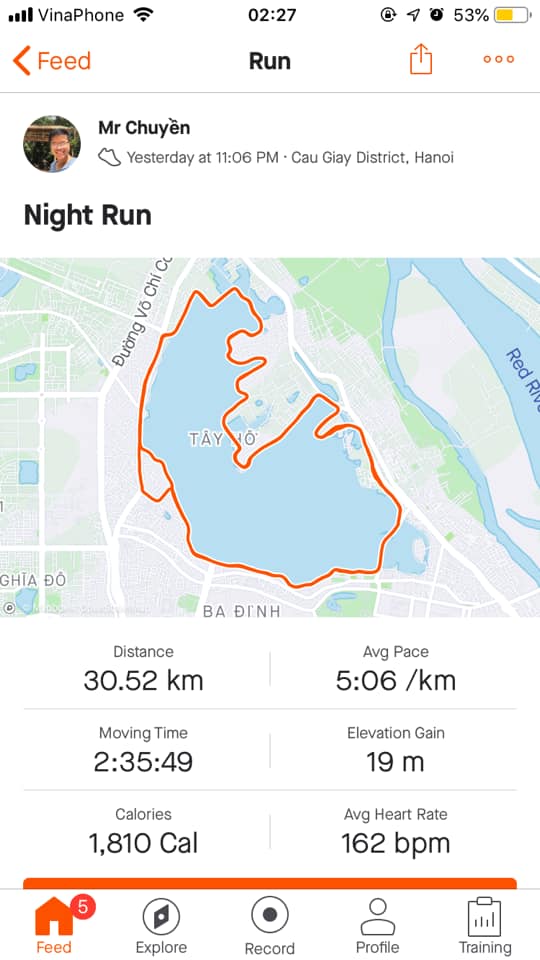 VinaPhone 02:27 53%
Feed Run
Mr Chuyền
Yesterday at 11:06 PM · Cau Giay District, Hanoi
Night Run
Đường Võ Chí Cô
Red Rive
TÂY HỒ
1
GHĨA ĐÔ
BA ĐÌNH
Distance Avg Pace
30.52 km 5:06 /km
Moving Time Elevation Gain
2:35:49 19 m
Calories Avg Heart Rate
1,810 Cal 162 bpm
5
Feed Explore Record Profile Training